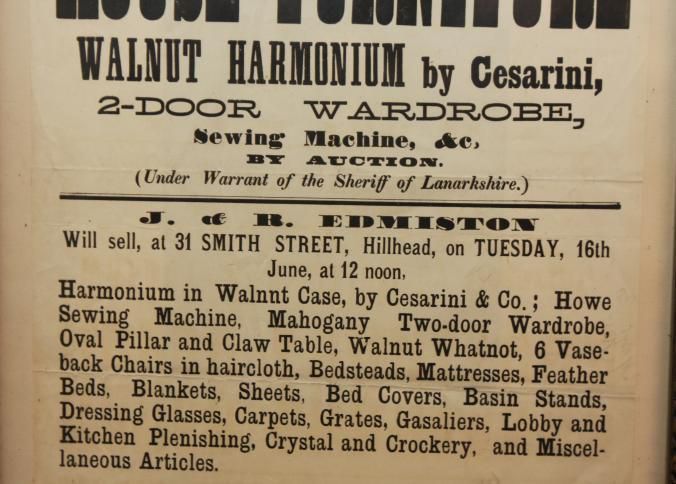 HOUSE FURNITURE
WALNUT HARMONIUM by Cesarini,
2-DOOR WARDROBE,
Sewing Machine, &c,
BY AUCTION.
(Under Warrant of the Sheriff of Lanarkshire.)
J. & R. EDMISTON
Will sell, at 31 SMITH STREET, Hillhead, on TUESDAY, 16th
June, at 12 noon,
Harmonium in Walnnt Case, by Cesarini & Co.; Howe
Sewing Machine, Mahogany Two-door Wardrobe,
Oval Pillar and Claw Table, Walnut Whatnot, 6 Vase-
back Chairs in haircloth, Bedsteads, Mattresses, Feather
Beds, Blankets, Sheets, Bed Covers, Basin Stands,
Dressing Glasses, Carpets, Grates, Gasaliers, Lobby and
Kitchen Plenishing, Crystal and Crockery, and Miscel-
laneous Articles.